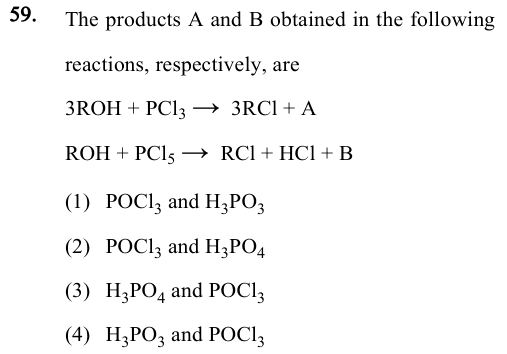 59. The products A and B obtained in the following
reactions, respectively, are
3ROH + PCl₃ ⟶ 3RCl + A
ROH + PCl₅ ⟶ RCl + HCl + B
(1) POCl₃ and H₃PO₃
(2) POCl₃ and H₃PO₄
(3) H₃PO₄ and POCl₃
(4) H₃PO₃ and POCl₃